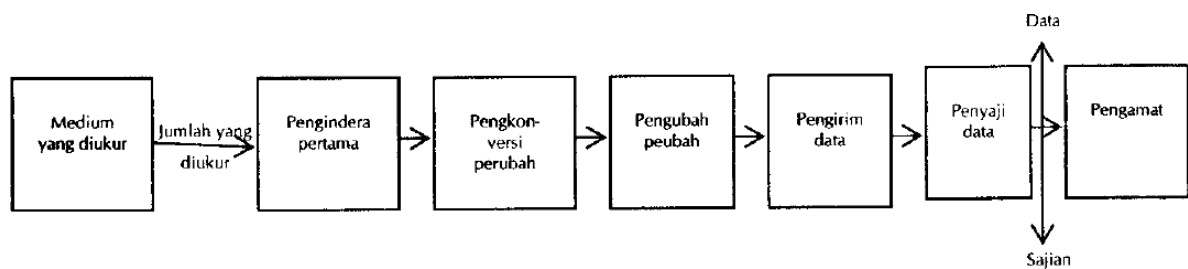 Data
Medium
yang diukur
Jumlah yang
diukur
Pengindera
pertama
Pengkon-
versi
perubah
Pengubah
peubah
Pengirim
data
Penyaji
data
Pengamat
Sajian